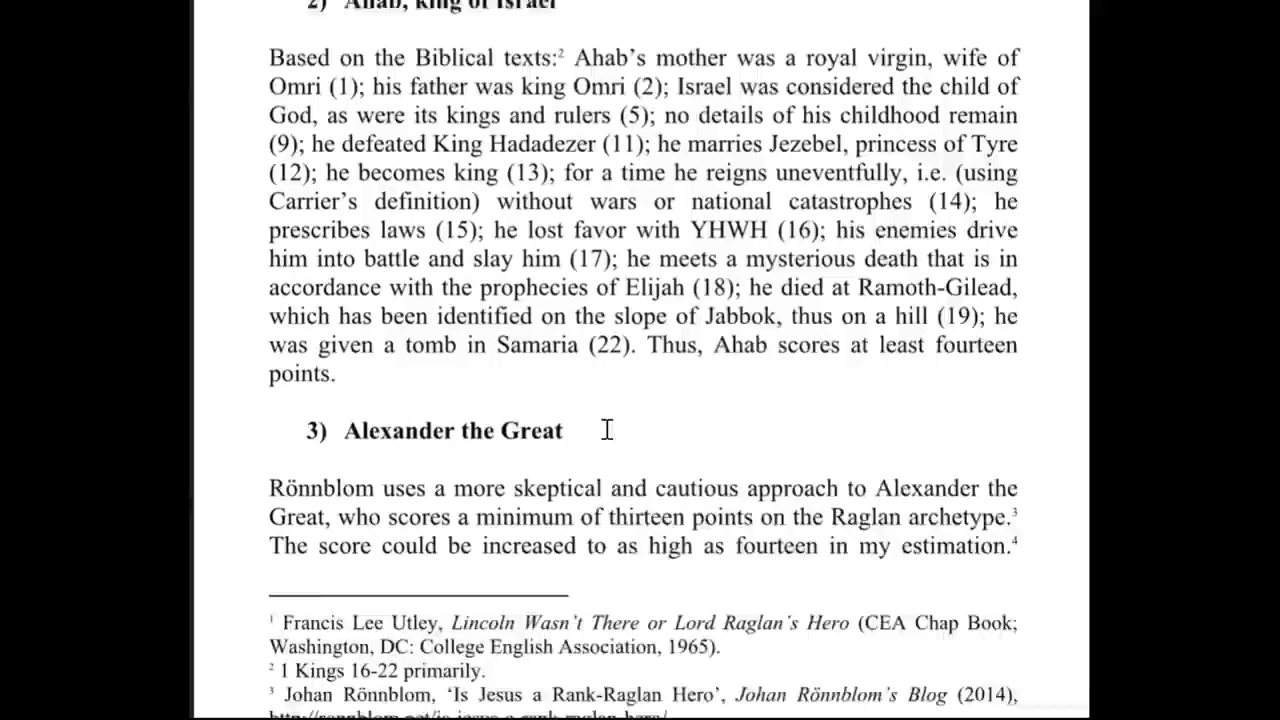 2) Ahab, king of Israel
Based on the Biblical texts:² Ahab’s mother was a royal virgin, wife of
Omri (1); his father was king Omri (2); Israel was considered the child of
God, as were its kings and rulers (5); no details of his childhood remain
(9); he defeated King Hadadezer (11); he marries Jezebel, princess of Tyre
(12); he becomes king (13); for a time he reigns uneventfully, i.e. (using
Carrier’s definition) without wars or national catastrophes (14); he
prescribes laws (15); he lost favor with YHWH (16); his enemies drive
him into battle and slay him (17); he meets a mysterious death that is in
accordance with the prophecies of Elijah (18); he died at Ramoth-Gilead,
which has been identified on the slope of Jabbok, thus on a hill (19); he
was given a tomb in Samaria (22). Thus, Ahab scores at least fourteen
points.
3) Alexander the Great
Rönnblom uses a more skeptical and cautious approach to Alexander the
Great, who scores a minimum of thirteen points on the Raglan archetype.³
The score could be increased to as high as fourteen in my estimation.⁴
¹ Francis Lee Utley, Lincoln Wasn’t There or Lord Raglan’s Hero (CEA Chap Book;
Washington, DC: College English Association, 1965).
² 1 Kings 16-22 primarily.
³ Johan Rönnblom, ‘Is Jesus a Rank-Raglan Hero’, Johan Rönnblom’s Blog (2014),